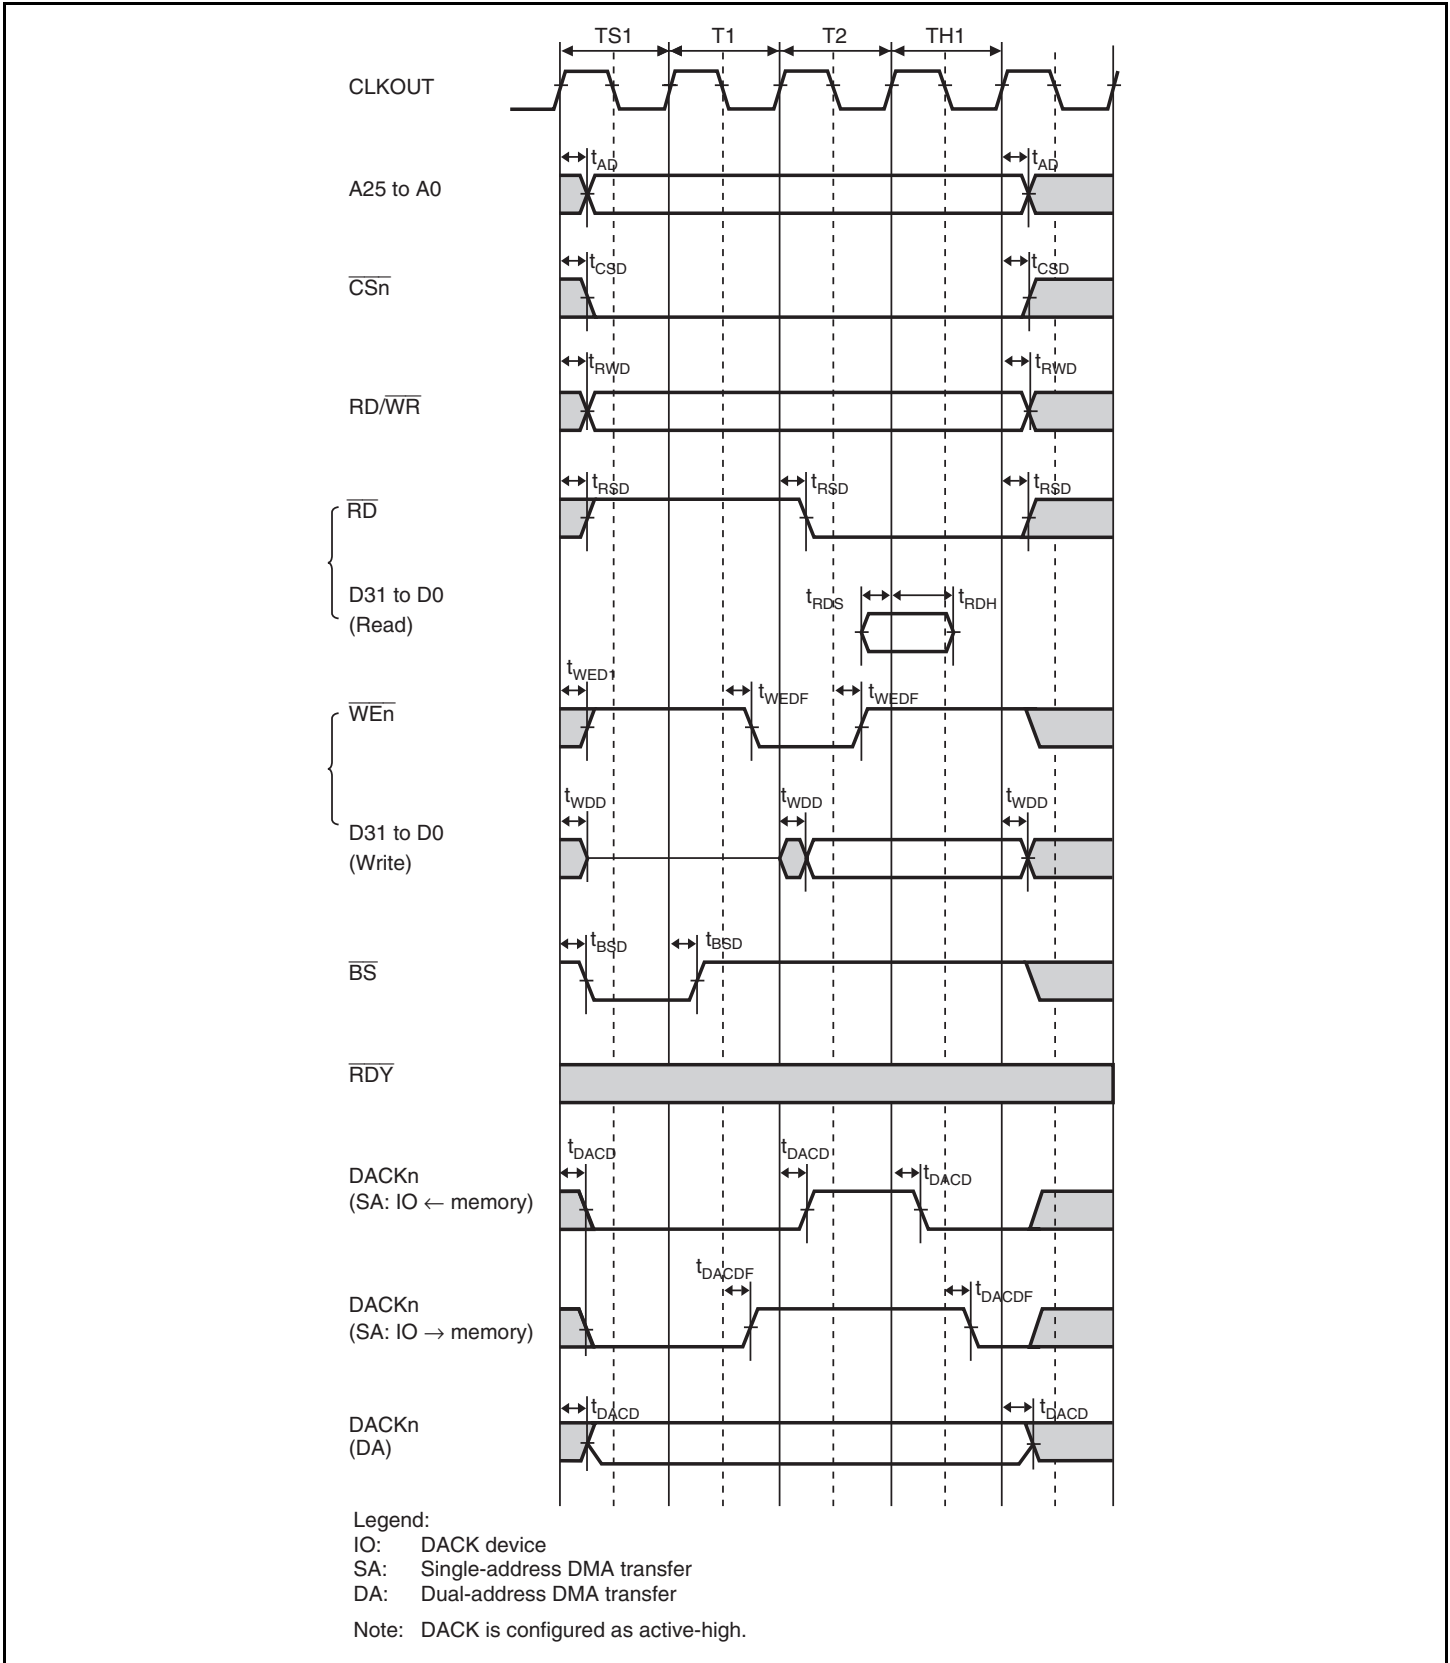 TS1 T1 T2 TH1
CLKOUT
tAD tAD
A25 to A0
tCSD tCSD
CSn
tRWD tRWD
RD/WR
tRSD tRSD tRSD
RD
D31 to D0
(Read)
tRDS tRDH
tWED1 tWEDF tWEDF
WEn
tWDD tWDD tWDD
D31 to D0
(Write)
tBSD tBSD
BS
RDY
tDACD tDACD tDACD
DACKn
(SA: IO ← memory)
tDACDF tDACDF
DACKn
(SA: IO → memory)
tDACD tDACD
DACKn
(DA)
Legend:
IO: DACK device
SA: Single-address DMA transfer
DA: Dual-address DMA transfer
Note: DACK is configured as active-high.